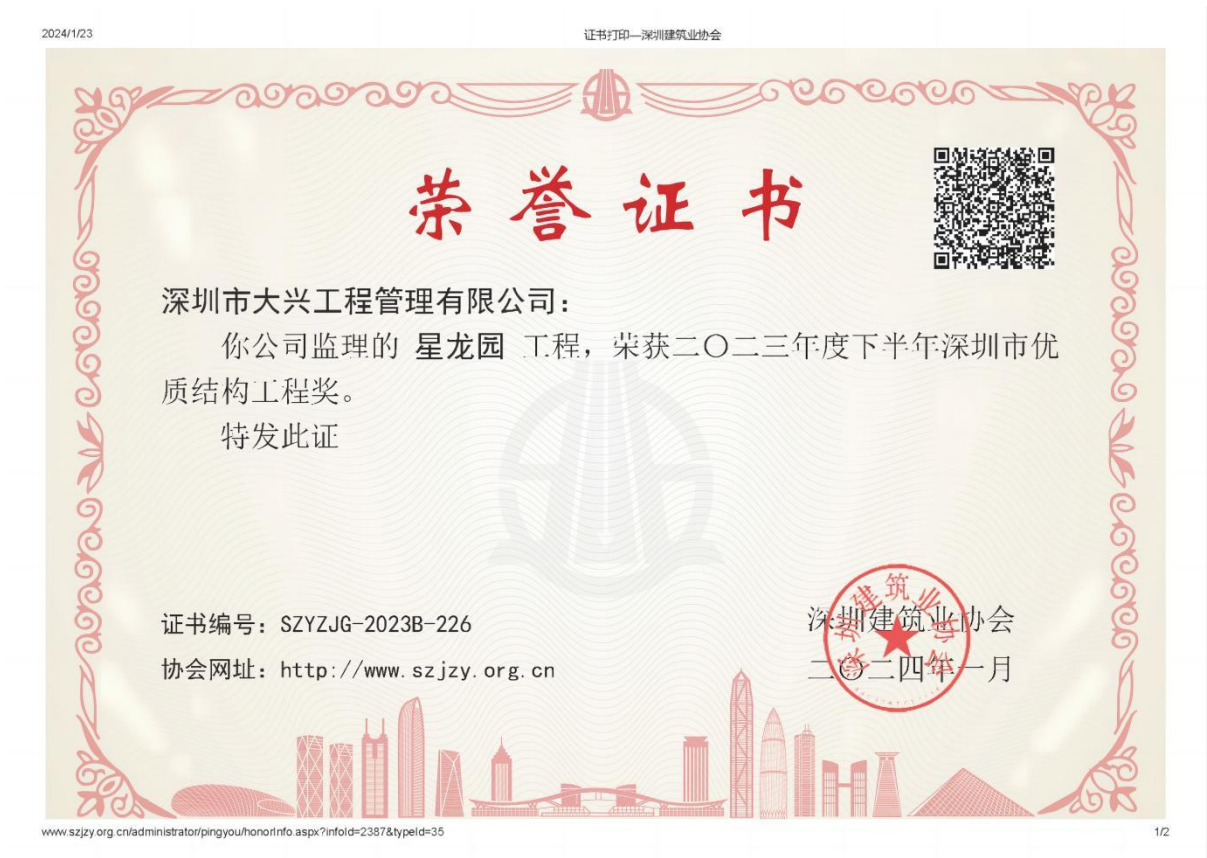 2024/1/23 证书打印—深圳建筑业协会
荣誉证书
深圳市大兴工程管理有限公司：
你公司监理的 星龙园 工程，荣获二〇二三年度下半年深圳市优
质结构工程奖。
特发此证
证书编号：SZYZJG-2023B-226
协会网址：http://www.szjzy.org.cn
深圳建筑业协会
二〇二四年一月
深圳建筑业协会
www.szjzy.org.cn/administrator/pingyou/honorInfo.aspx?infoId=2387&typeId=35 1/2